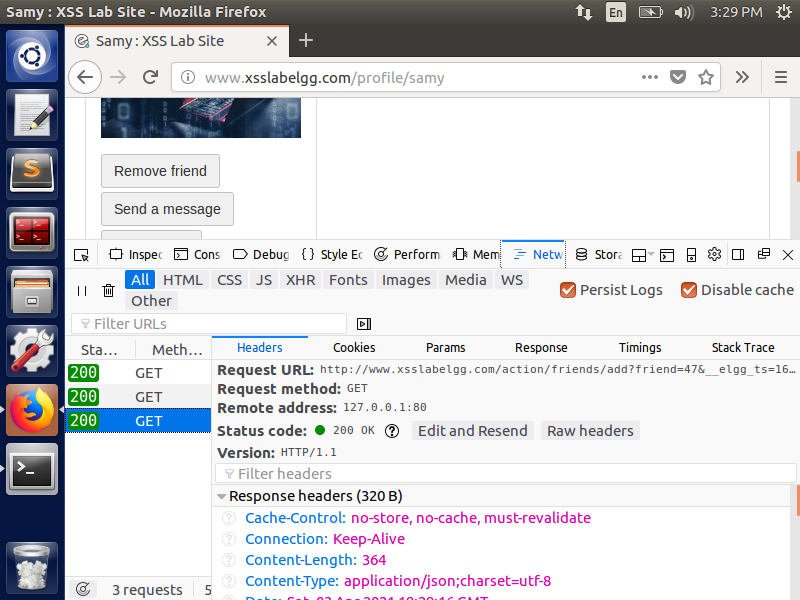 Samy : XSS Lab Site - Mozilla Firefox
En
3:29 PM
Samy : XSS Lab Site
www.xsslabelgg.com/profile/samy
Remove friend
Send a message
Inspec
Cons
Debug
Style Ec
Perform
Mem
Netw
Stora
All HTML CSS JS XHR Fonts Images Media WS
Other
Persist Logs
Disable cache
Filter URLs
Sta… Meth…
Headers Cookies Params Response Timings Stack Trace
200 GET
200 GET
200 GET
Request URL: http://www.xsslabelgg.com/action/friends/add?friend=47&__elgg_ts=16…
Request method: GET
Remote address: 127.0.0.1:80
Status code: 200 OK Edit and Resend Raw headers
Version: HTTP/1.1
Filter headers
Response headers (320 B)
Cache-Control: no-store, no-cache, must-revalidate
Connection: Keep-Alive
Content-Length: 364
Content-Type: application/json;charset=utf-8
3 requests 5